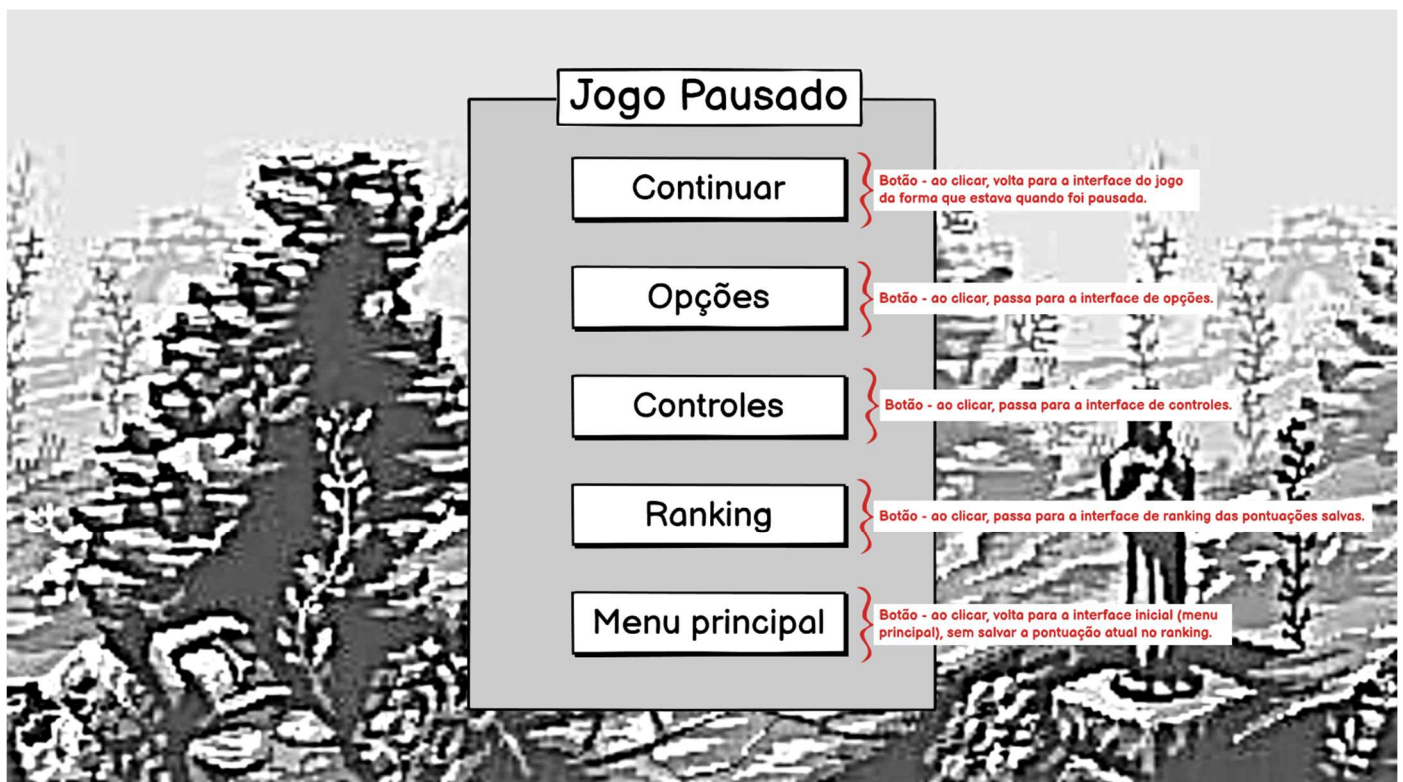 Jogo Pausado
Continuar
Botão - ao clicar, volta para a interface do jogo
da forma que estava quando foi pausada.
Opções
Botão - ao clicar, passa para a interface de opções.
Controles
Botão - ao clicar, passa para a interface de controles.
Ranking
Botão - ao clicar, passa para a interface de ranking das pontuações salvas.
Menu principal
Botão - ao clicar, volta para a interface inicial (menu
principal), sem salvar a pontuação atual no ranking.